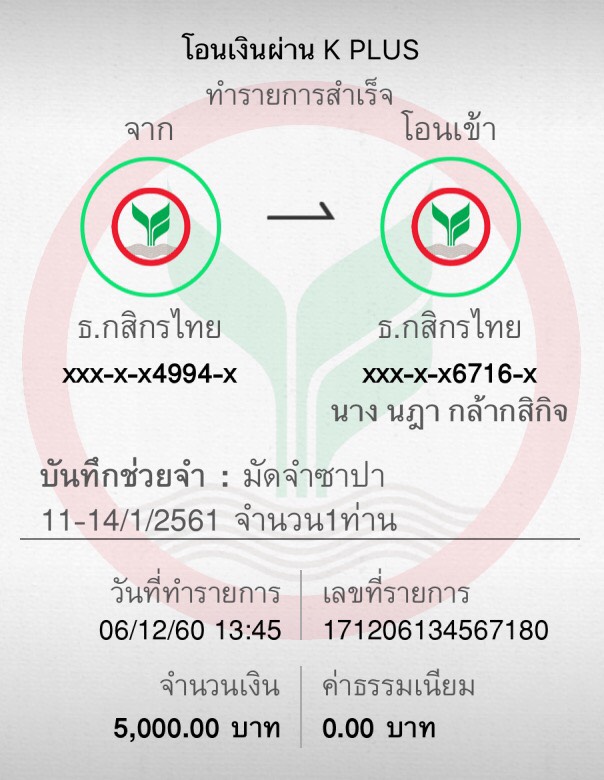 โอนเงินผ่าน K PLUS
ทำรายการสำเร็จ
จาก
โอนเข้า
ธ.กสิกรไทย
xxx-x-x4994-x
ธ.กสิกรไทย
xxx-x-x6716-x
นาง นฎา กล้ากสิกิจ
บันทึกช่วยจำ : มัดจำซาปา
11-14/1/2561 จำนวน1ท่าน
วันที่ทำรายการ
06/12/60 13:45
เลขที่รายการ
171206134567180
จำนวนเงิน
5,000.00 บาท
ค่าธรรมเนียม
0.00 บาท